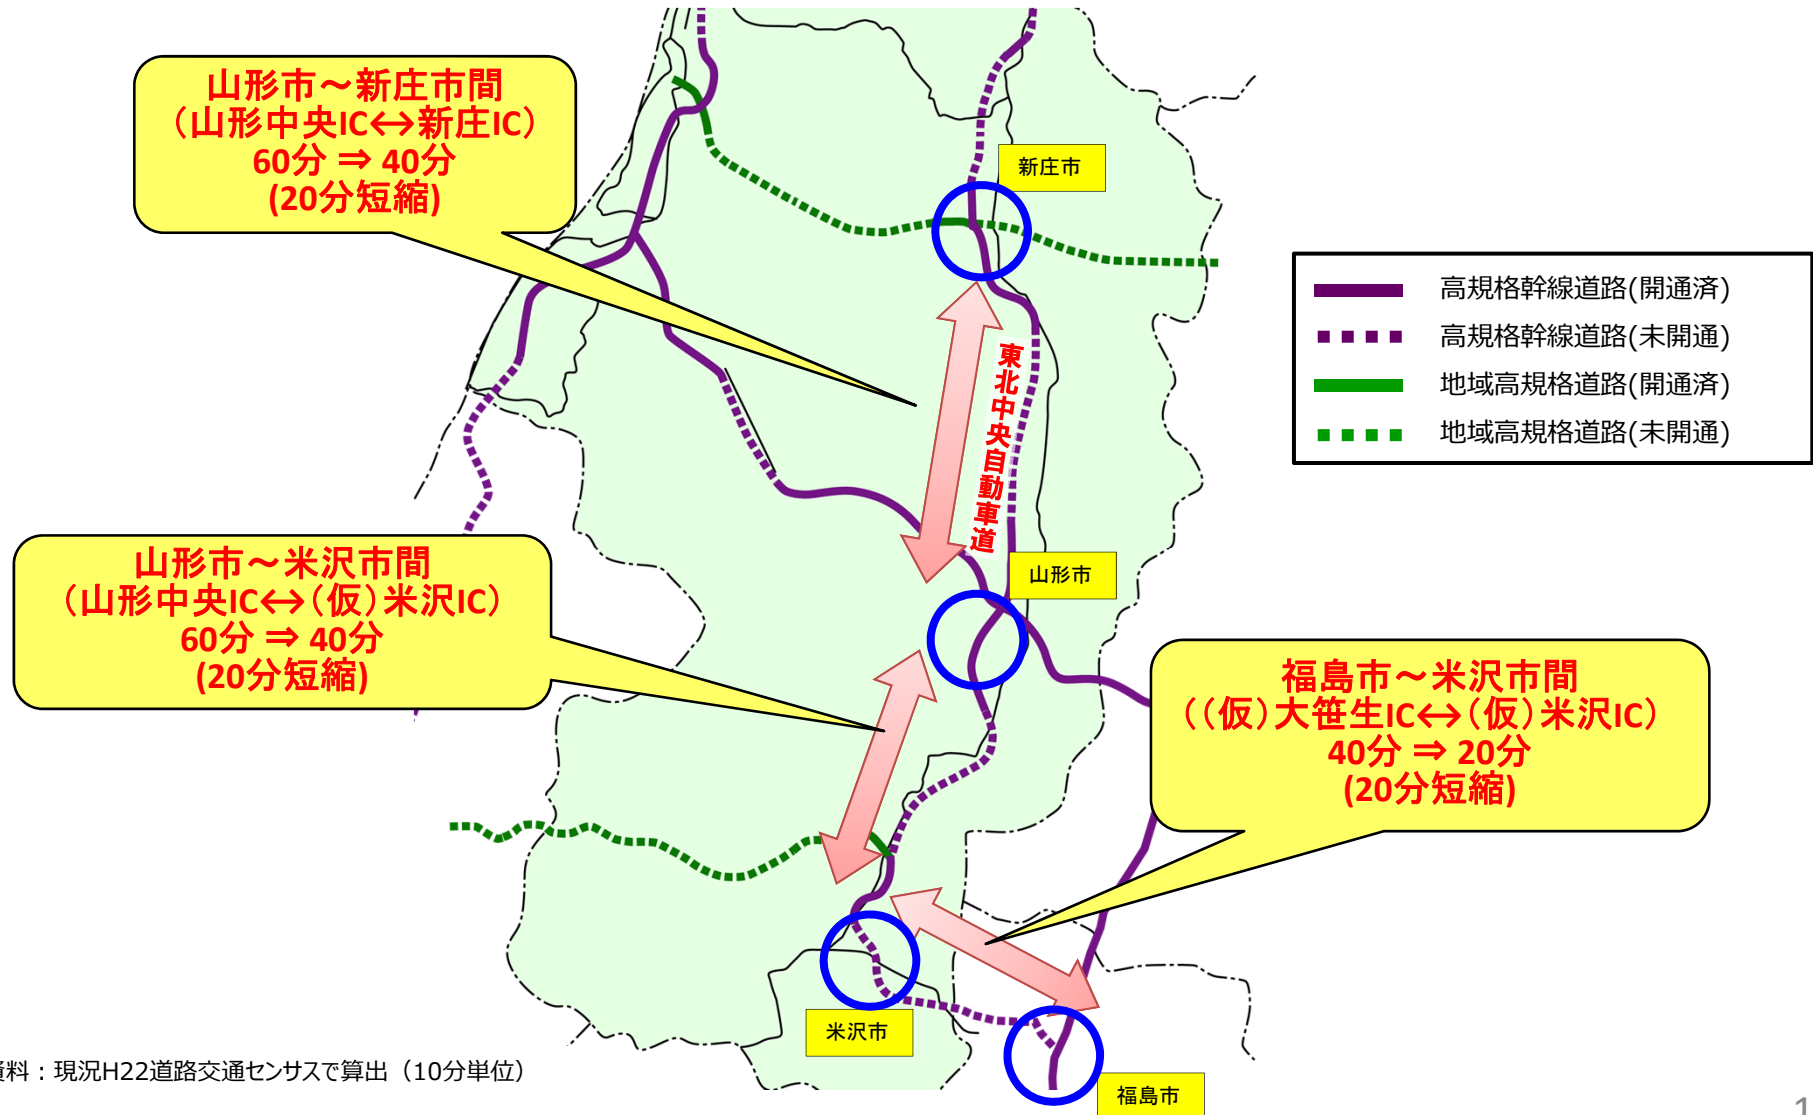 山形市～新庄市間
（山形中央IC↔新庄IC）
60分 ⇒ 40分
(20分短縮)
新庄市
高規格幹線道路(開通済)
高規格幹線道路(未開通)
地域高規格道路(開通済)
地域高規格道路(未開通)
東北中央自動車道
山形市～米沢市間
（山形中央IC↔（仮）米沢IC）
60分 ⇒ 40分
(20分短縮)
山形市
福島市～米沢市間
（（仮）大笹生IC↔（仮）米沢IC）
40分 ⇒ 20分
(20分短縮)
米沢市
福島市
資料：現況H22道路交通センサスで算出（10分単位）